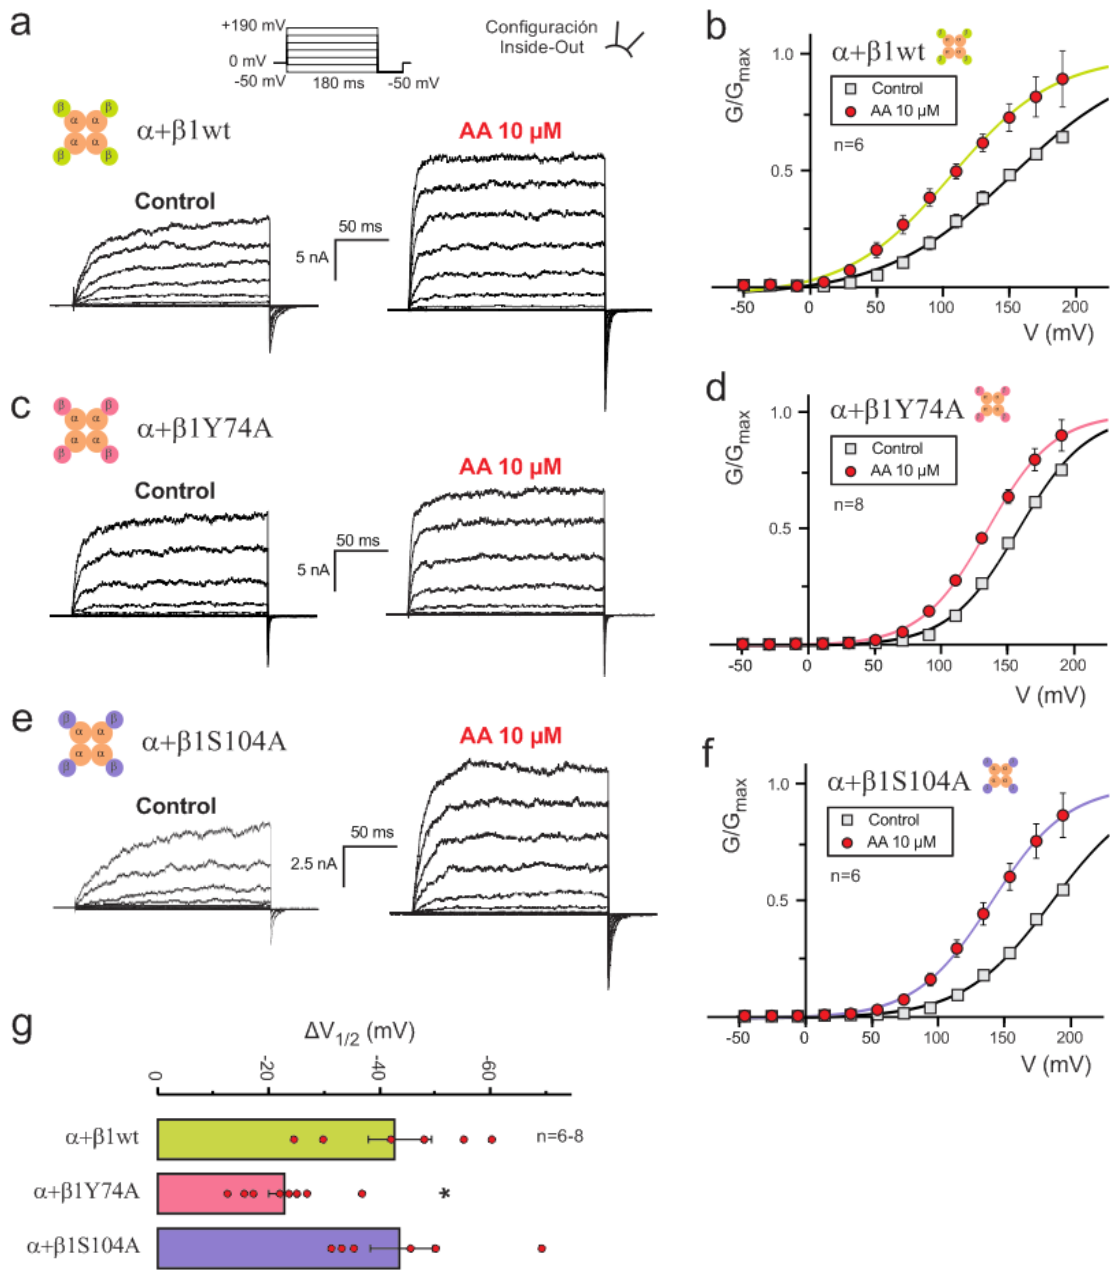 a
+190 mV
0 mV
-50 mV
180 ms
-50 mV
Configuración
Inside-Out
β β
α α
α α
β β
α+β1wt
Control
AA 10 µM
50 ms
5 nA
b
α+β1wt
G/Gmax
1.0
0.5
Control
AA 10 µM
n=6
-50 0 50 100 150 200
V (mV)
c
β β
α α
α α
β β
α+β1Y74A
Control
AA 10 µM
50 ms
5 nA
d
α+β1Y74A
G/Gmax
1.0
0.5
Control
AA 10 µM
n=8
-50 0 50 100 150 200
V (mV)
e
β β
α α
α α
β β
α+β1S104A
Control
AA 10 µM
50 ms
2.5 nA
f
α+β1S104A
G/Gmax
1.0
0.5
Control
AA 10 µM
n=6
-50 0 50 100 150 200
V (mV)
g
ΔV1/2 (mV)
0 -20 -40 -60
α+β1wt
n=6-8
α+β1Y74A
*
α+β1S104A